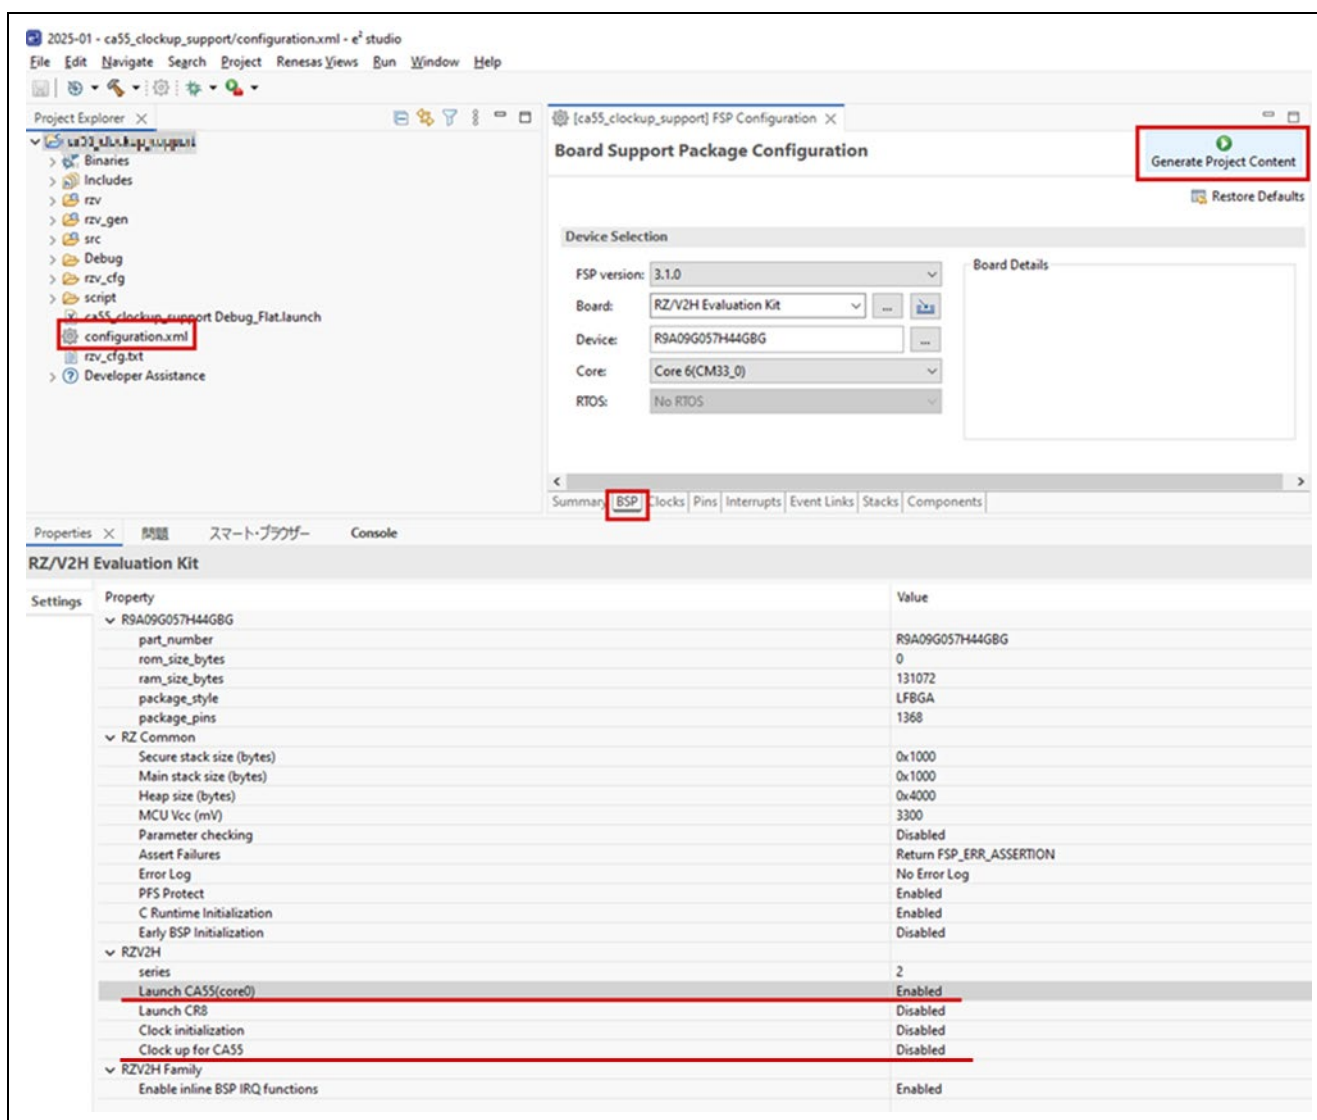 2025-01 - ca55_clockup_support/configuration.xml - e² studio
File Edit Navigate Search Project Renesas Views Run Window Help
Project Explorer
ca55_clockup_support
Binaries
Includes
rzv
rzv_gen
src
Debug
rzv_cfg
script
ca55_clockup_support Debug_Flat.launch
configuration.xml
rzv_cfg.txt
Developer Assistance
[ca55_clockup_support] FSP Configuration
Board Support Package Configuration
Generate Project Content
Restore Defaults
Device Selection
FSP version: 3.1.0
Board: RZ/V2H Evaluation Kit ...
Device: R9A09G057H44GBG ...
Core: Core 6(CM33_0)
RTOS: No RTOS
Board Details
Summary BSP Clocks Pins Interrupts Event Links Stacks Components
Properties 問題 スマート・ブラウザー Console
RZ/V2H Evaluation Kit
Settings
Property Value
R9A09G057H44GBG
part_number R9A09G057H44GBG
rom_size_bytes 0
ram_size_bytes 131072
package_style LFBGA
package_pins 1368
RZ Common
Secure stack size (bytes) 0x1000
Main stack size (bytes) 0x1000
Heap size (bytes) 0x4000
MCU Vcc (mV) 3300
Parameter checking Disabled
Assert Failures Return FSP_ERR_ASSERTION
Error Log No Error Log
PFS Protect Enabled
C Runtime Initialization Enabled
Early BSP Initialization Disabled
RZV2H
series 2
Launch CA55(core0) Enabled
Launch CR8 Disabled
Clock initialization Disabled
Clock up for CA55 Disabled
RZV2H Family
Enable inline BSP IRQ functions Enabled